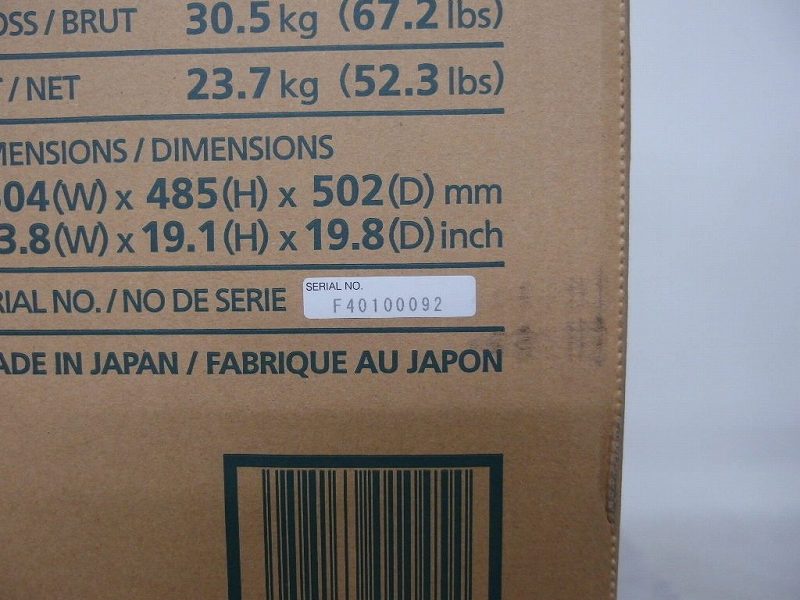 OSS / BRUT 30.5 kg (67.2 lbs)
T / NET 23.7 kg (52.3 lbs)
MENSIONS / DIMENSIONS
04(W) x 485(H) x 502(D) mm
3.8(W) x 19.1(H) x 19.8(D) inch
RIAL NO. / NO DE SERIE
SERIAL NO.
F40100092
ADE IN JAPAN / FABRIQUE AU JAPON